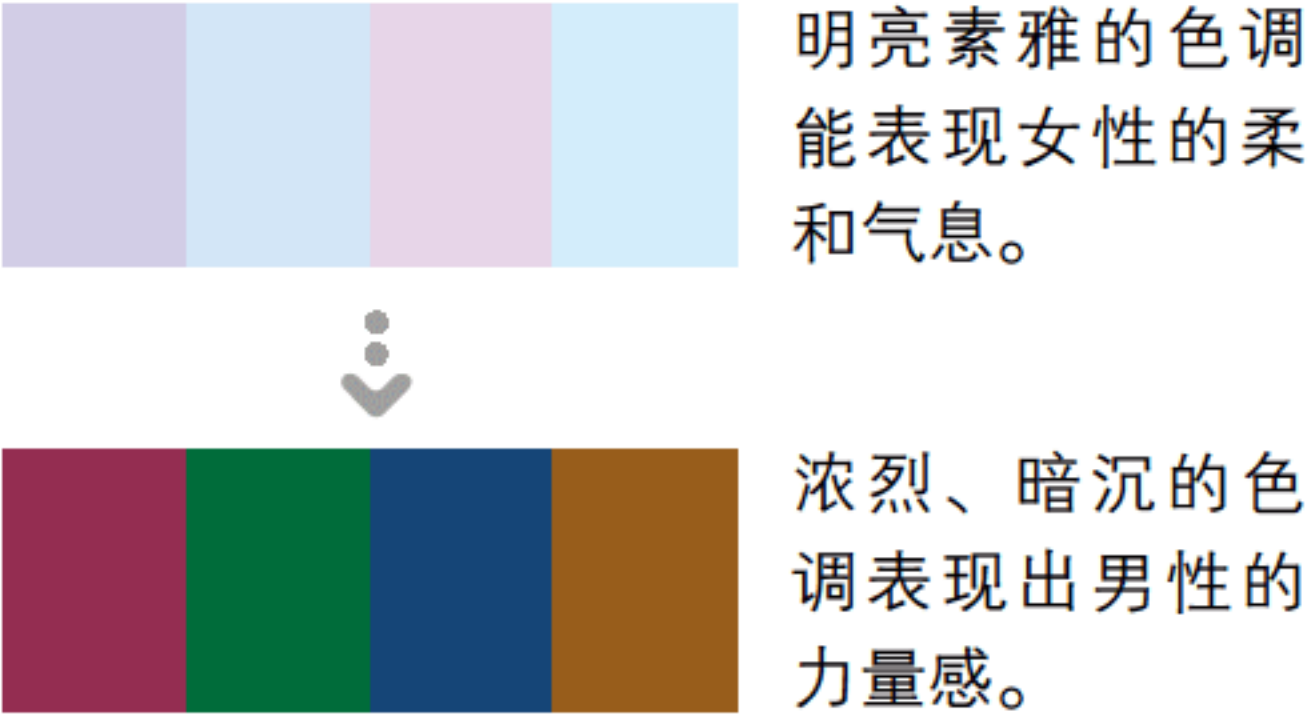 明亮素雅的色调
能表现女性的柔
和气息。
浓烈、暗沉的色
调表现出男性的
力量感。